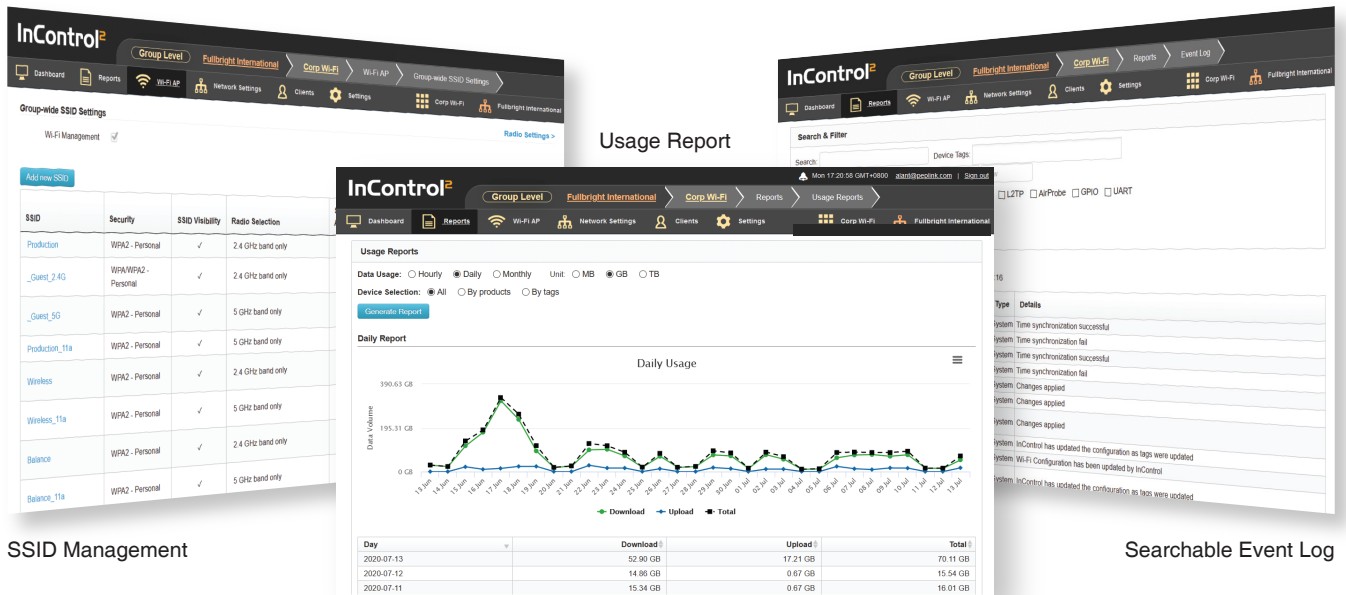 InControl²
Group Level Fullbright International Corp Wi-Fi Wi-Fi AP Group-wide SSID Settings
Dashboard Reports Wi-Fi AP Network Settings Clients Settings Corp Wi-Fi Fullbright International
Group-wide SSID Settings
Wi-Fi Management
Radio Settings >
Add new SSID
SSID Security SSID Visibility Radio Selection
Production WPA2 - Personal ✓ 2.4 GHz band only
_Guest_2.4G WPA/WPA2 - Personal ✓ 2.4 GHz band only
_Guest_5G WPA2 - Personal ✓ 5 GHz band only
Production_11a WPA2 - Personal ✓ 5 GHz band only
Wireless WPA2 - Personal ✓ 2.4 GHz band only
Wireless_11a WPA2 - Personal ✓ 5 GHz band only
Balance WPA2 - Personal ✓ 2.4 GHz band only
Balance_11a WPA2 - Personal ✓ 5 GHz band only
SSID Management
Usage Report
Mon 17:20:58 GMT+0800 alant@peplink.com | Sign out
InControl²
Group Level Fullbright International Corp Wi-Fi Reports Usage Reports
Dashboard Reports Wi-Fi AP Network Settings Clients Settings Corp Wi-Fi Fullbright International
Usage Reports
Data Usage: Hourly Daily Monthly Unit: MB GB TB
Device Selection: All By products By tags
Generate Report
Daily Report
Daily Usage
Data Volume
390.63 GB
195.31 GB
0 GB
13 Jun 14 Jun 15 Jun 16 Jun 17 Jun 18 Jun 19 Jun 20 Jun 21 Jun 22 Jun 23 Jun 24 Jun 25 Jun 26 Jun 27 Jun 28 Jun 29 Jun 30 Jun 01 Jul 02 Jul 03 Jul 04 Jul 05 Jul 06 Jul 07 Jul 08 Jul 09 Jul 10 Jul 11 Jul 12 Jul 13 Jul
Download Upload Total
Day Download Upload Total
2020-07-13 52.90 GB 17.21 GB 70.11 GB
2020-07-12 14.86 GB 0.67 GB 15.54 GB
2020-07-11 15.34 GB 0.67 GB 16.01 GB
InControl²
Group Level Fullbright International Corp Wi-Fi Reports Event Log
Dashboard Reports Wi-Fi AP Network Settings Clients Settings Corp Wi-Fi Fullbright International
Search & Filter
Search: Device Tags:
L2TP AirProbe GPIO UART
:16
Type Details
System Time synchronization successful
System Time synchronization fail
System Time synchronization successful
System Time synchronization fail
System Changes applied
System Changes applied
System Changes applied
System InControl has updated the configuration as tags were updated
System Wi-Fi Configuration has been updated by InControl
System InControl has updated the configuration as tags were updated
Searchable Event Log